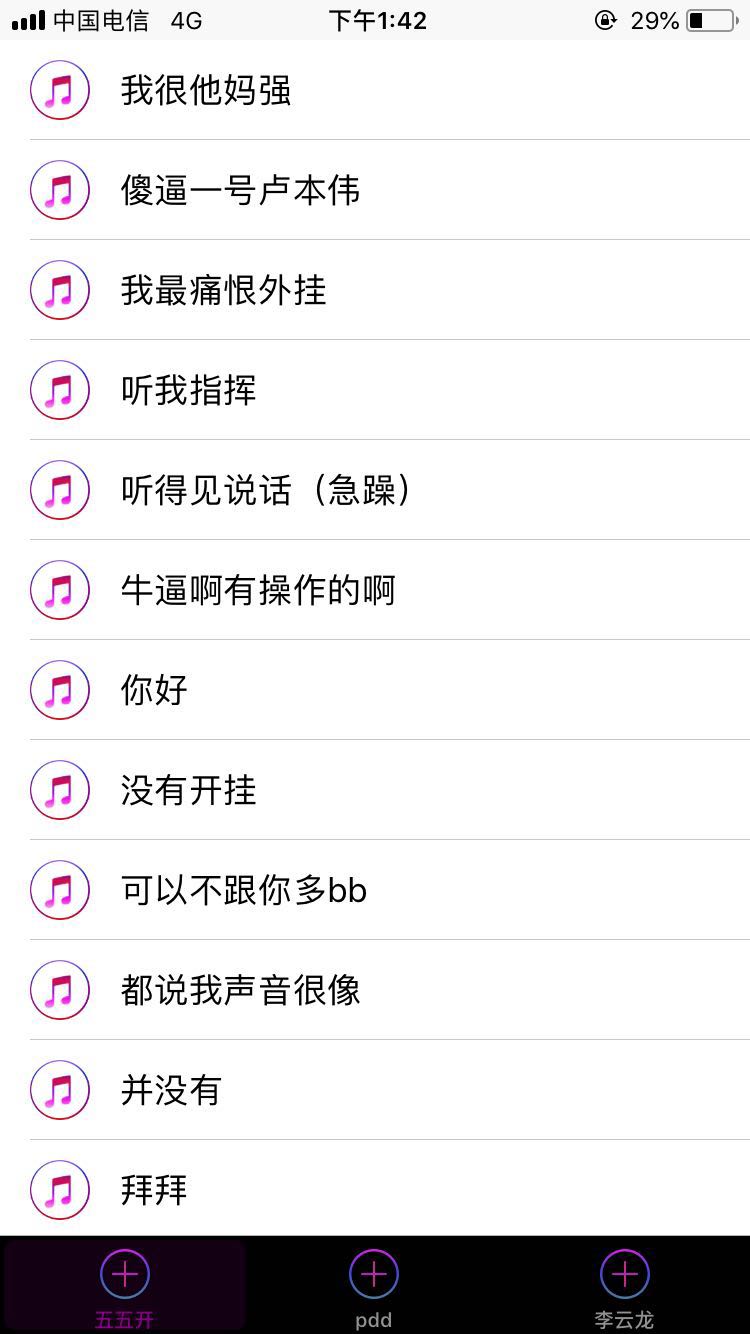 中国电信 4G 下午1:42 29%
我很他妈强
傻逼一号卢本伟
我最痛恨外挂
听我指挥
听得见说话（急躁）
牛逼啊有操作的啊
你好
没有开挂
可以不跟你多bb
都说我声音很像
并没有
拜拜
五五开 pdd 李云龙